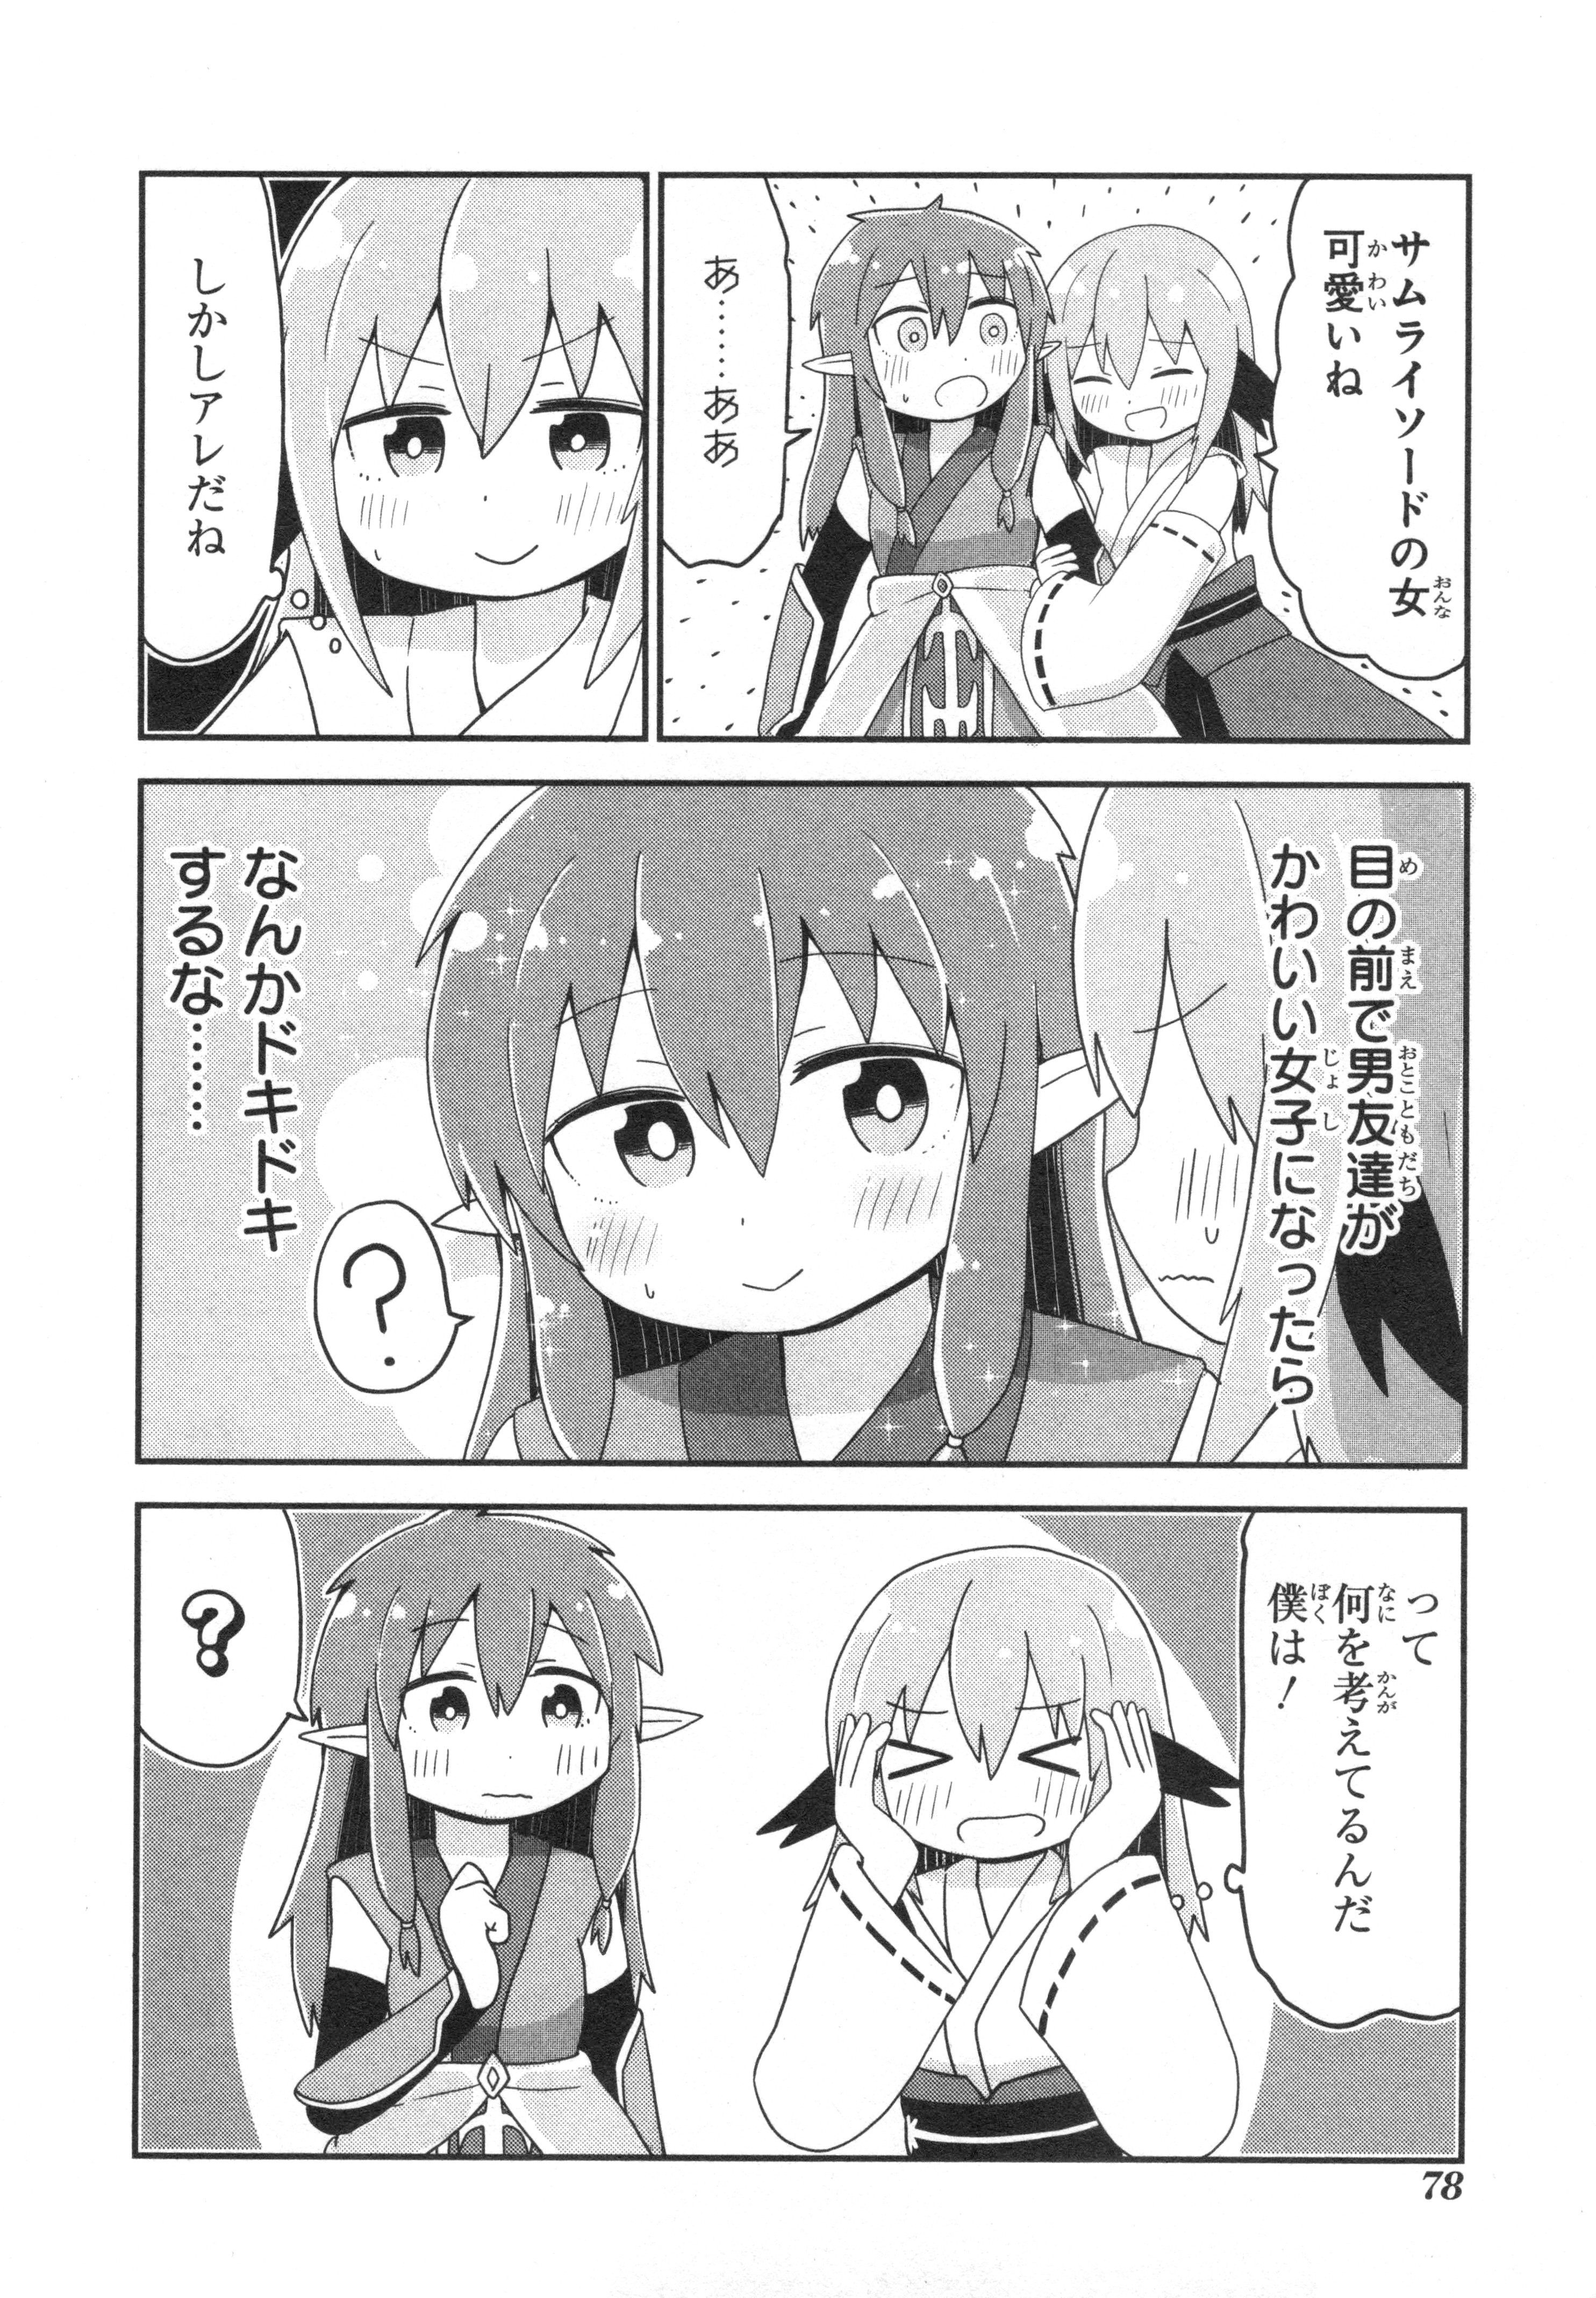 サムライソードの女
可愛いね
あ……ああ
しかしアレだね
目の前で男友達が
かわいい女子になったら
なんかドキドキ
するな……
？
って
何を考えてるんだ
僕は！
？
78